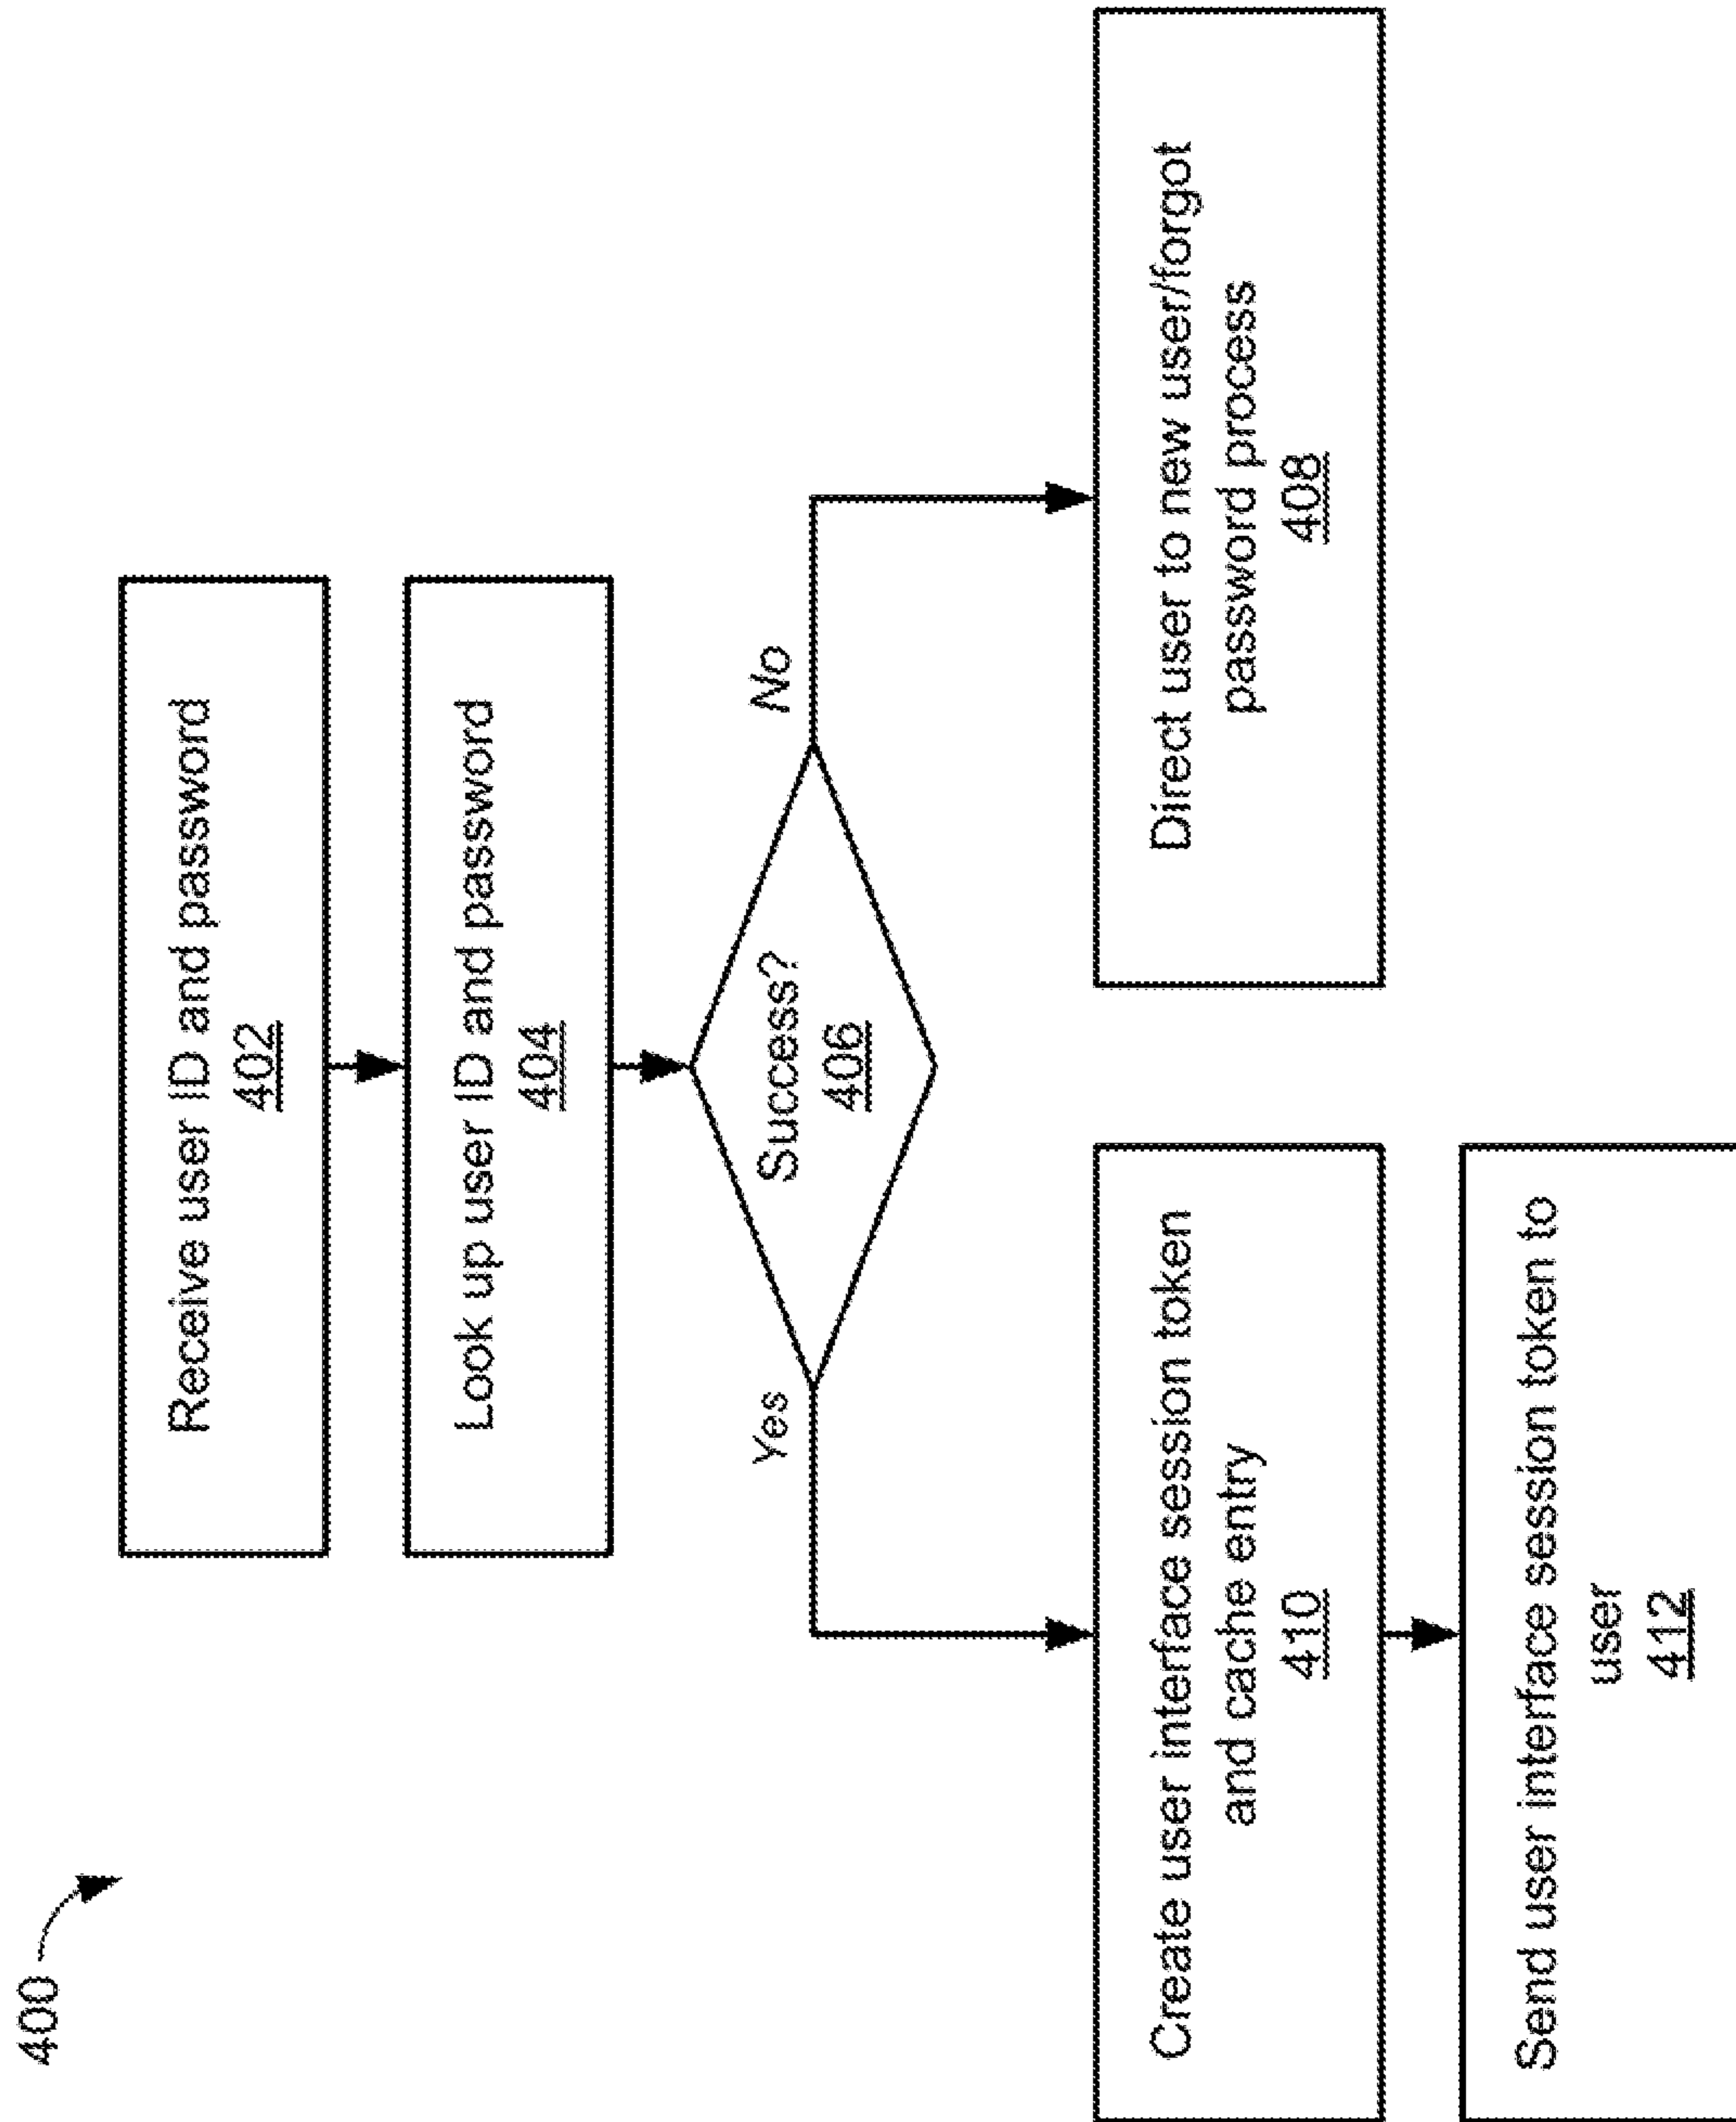 400
Receive user ID and password
402
Look up user ID and password
404
Success?
406
Yes
No
Create user interface session token
and cache entry
410
Direct user to new user/forgot
password process
408
Send user interface session token to
user
412